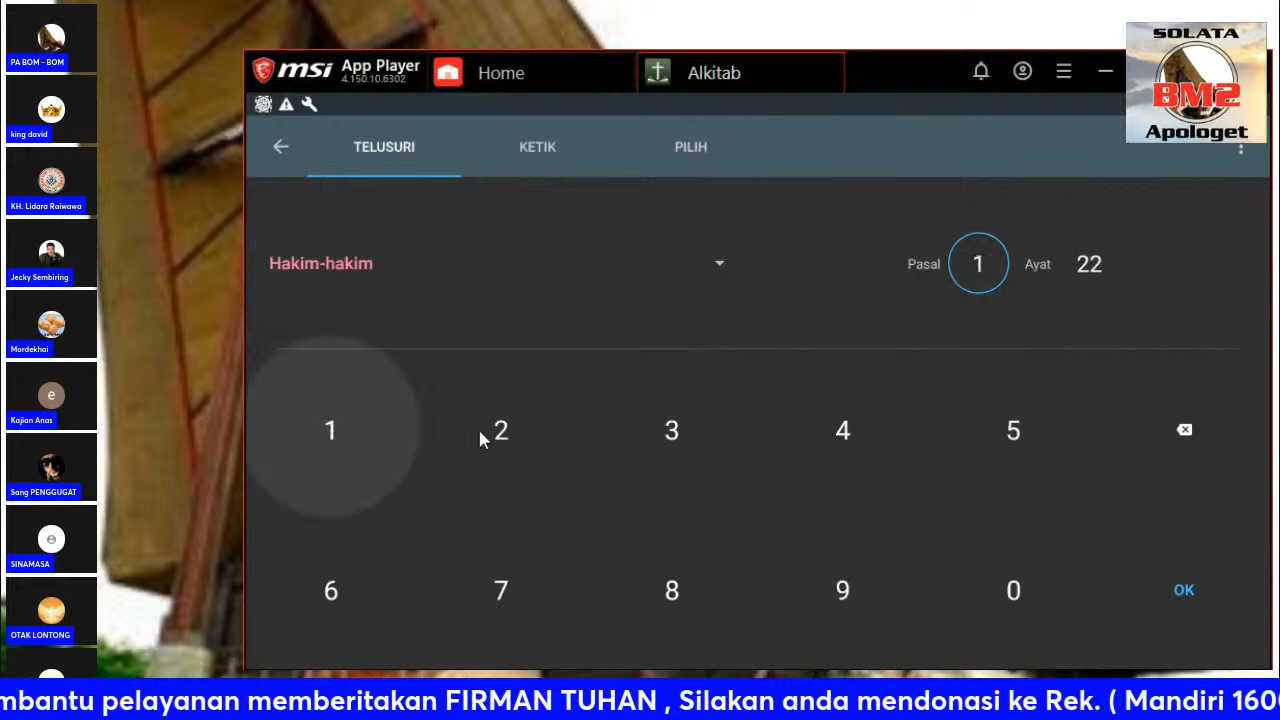 PA BOM - BOM
king david
KH. Lidara Raiwawa
Jecky Sembiring
Mordekhai
e
Kajian Anas
Sang PENGGUGAT
SINAMASA
OTAK LONTONG
msi App Player
4.150.10.6302
Home
Alkitab
SOLATA
BM2
Apologet
TELUSURI KETIK PILIH
Hakim-hakim
Pasal 1 Ayat 22
1 2 3 4 5
6 7 8 9 0 OK
mbantu pelayanan memberitakan FIRMAN TUHAN , Silakan anda mendonasi ke Rek. ( Mandiri 160